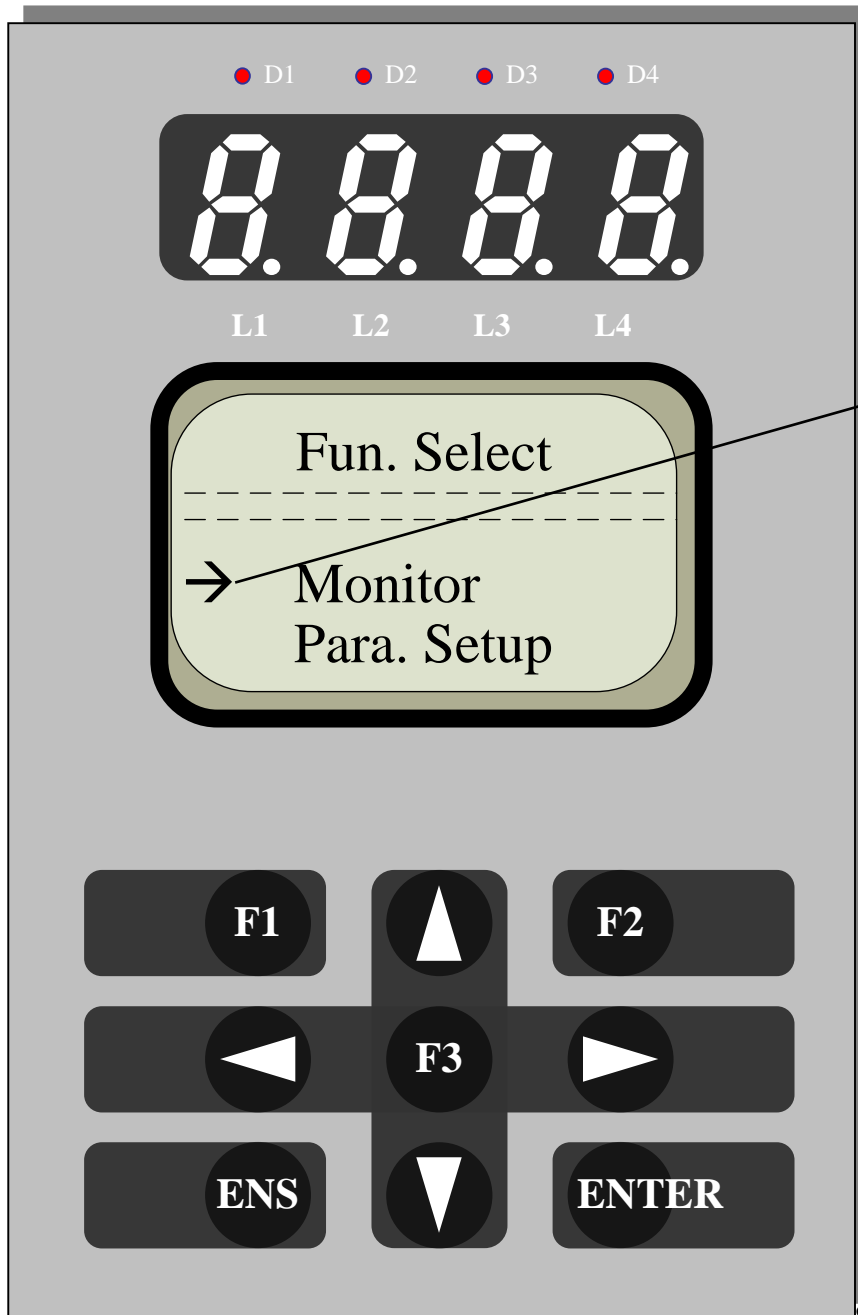 D1 D2 D3 D4
8.8.8.8.
L1 L2 L3 L4
Fun. Select
→ Monitor
Para. Setup
F1 F2
F3
ENS ENTER